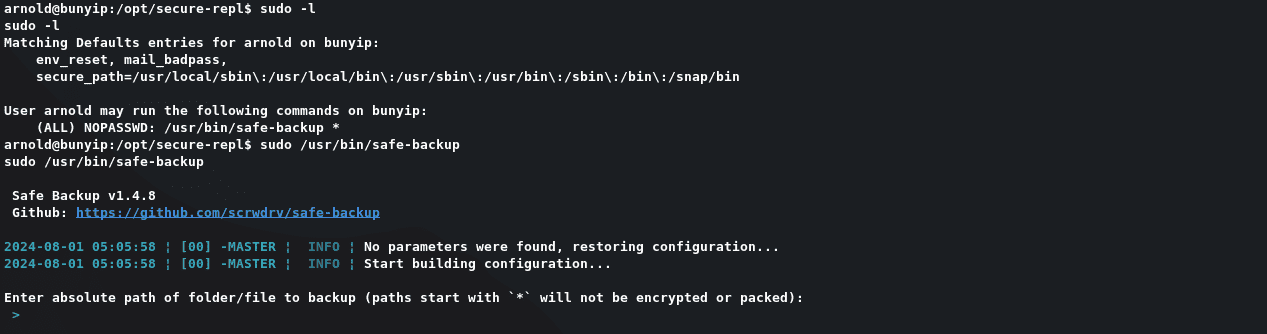 arnold@bunyip:/opt/secure-repl$ sudo -l
sudo -l
Matching Defaults entries for arnold on bunyip:
    env_reset, mail_badpass,
    secure_path=/usr/local/sbin\:/usr/local/bin\:/usr/sbin\:/usr/bin\:/sbin\:/bin\:/snap/bin

User arnold may run the following commands on bunyip:
    (ALL) NOPASSWD: /usr/bin/safe-backup *
arnold@bunyip:/opt/secure-repl$ sudo /usr/bin/safe-backup
sudo /usr/bin/safe-backup

 Safe Backup v1.4.8
 Github: https://github.com/scrwdrv/safe-backup

2024-08-01 05:05:58 ¦ [00] -MASTER ¦  INFO ¦ No parameters were found, restoring configuration...
2024-08-01 05:05:58 ¦ [00] -MASTER ¦  INFO ¦ Start building configuration...

Enter absolute path of folder/file to backup (paths start with `*` will not be encrypted or packed):
 >